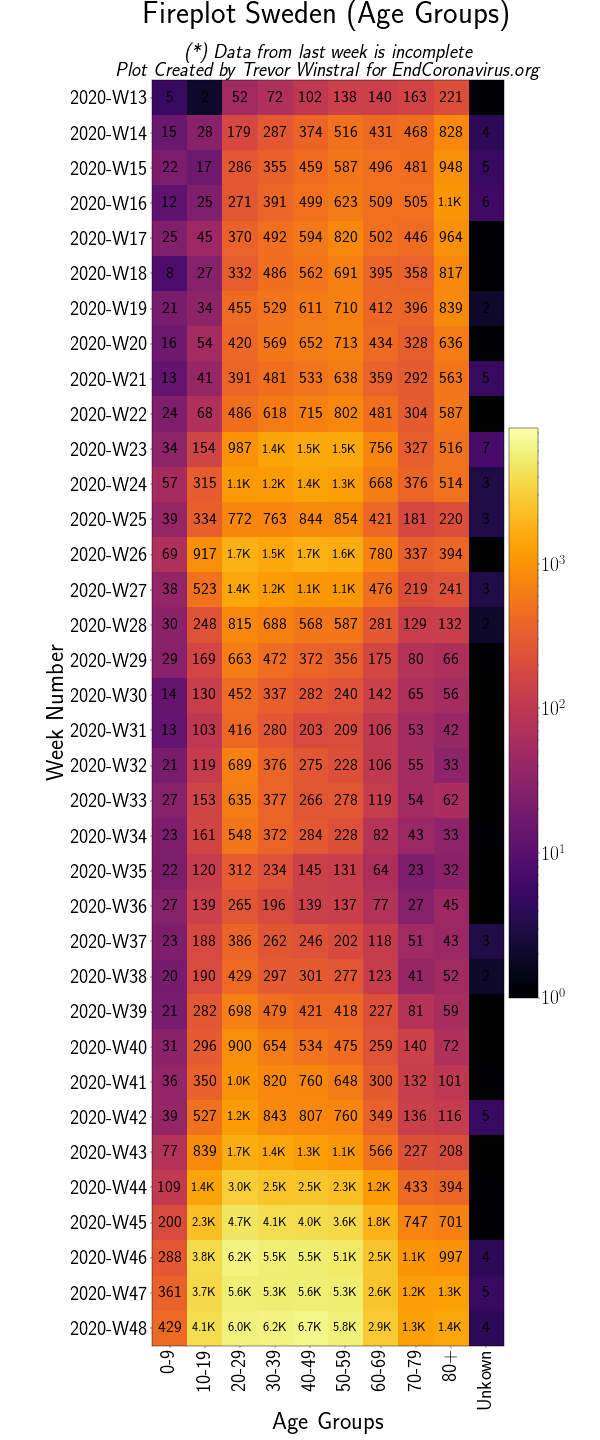 Fireplot Sweden (Age Groups)
(*) Data from last week is incomplete
Plot Created by Trevor Winstral for EndCoronavirus.org
2020-W13 5 2 52 72 102 138 140 163 221
2020-W14 15 28 179 287 374 516 431 468 828 4
2020-W15 22 17 286 355 459 587 496 481 948 5
2020-W16 12 25 271 391 499 623 509 505 1.1K 6
2020-W17 25 45 370 492 594 820 502 446 964
2020-W18 8 27 332 486 562 691 395 358 817
2020-W19 21 34 455 529 611 710 412 396 839 2
2020-W20 16 54 420 569 652 713 434 328 636
2020-W21 13 41 391 481 533 638 359 292 563 5
2020-W22 24 68 486 618 715 802 481 304 587
2020-W23 34 154 987 1.4K 1.5K 1.5K 756 327 516 7
2020-W24 57 315 1.1K 1.2K 1.4K 1.3K 668 376 514 3
2020-W25 39 334 772 763 844 854 421 181 220 3
2020-W26 69 917 1.7K 1.5K 1.7K 1.6K 780 337 394
2020-W27 38 523 1.4K 1.2K 1.1K 1.1K 476 219 241 3
2020-W28 30 248 815 688 568 587 281 129 132 2
2020-W29 29 169 663 472 372 356 175 80 66
2020-W30 14 130 452 337 282 240 142 65 56
2020-W31 13 103 416 280 203 209 106 53 42
2020-W32 21 119 689 376 275 228 106 55 33
2020-W33 27 153 635 377 266 278 119 54 62
2020-W34 23 161 548 372 284 228 82 43 33
2020-W35 22 120 312 234 145 131 64 23 32
2020-W36 27 139 265 196 139 137 77 27 45
2020-W37 23 188 386 262 246 202 118 51 43 3
2020-W38 20 190 429 297 301 277 123 41 52 2
2020-W39 21 282 698 479 421 418 227 81 59
2020-W40 31 296 900 654 534 475 259 140 72
2020-W41 36 350 1.0K 820 760 648 300 132 101
2020-W42 39 527 1.2K 843 807 760 349 136 116 5
2020-W43 77 839 1.7K 1.4K 1.3K 1.1K 566 227 208
2020-W44 109 1.4K 3.0K 2.5K 2.5K 2.3K 1.2K 433 394
2020-W45 200 2.3K 4.7K 4.1K 4.0K 3.6K 1.8K 747 701
2020-W46 288 3.8K 6.2K 5.5K 5.5K 5.1K 2.5K 1.1K 997 4
2020-W47 361 3.7K 5.6K 5.3K 5.6K 5.3K 2.6K 1.2K 1.3K 5
2020-W48 429 4.1K 6.0K 6.2K 6.7K 5.8K 2.9K 1.3K 1.4K 4
0-9 10-19 20-29 30-39 40-49 50-59 60-69 70-79 80+ Unkown
Age Groups
Week Number
10³
10²
10¹
10⁰